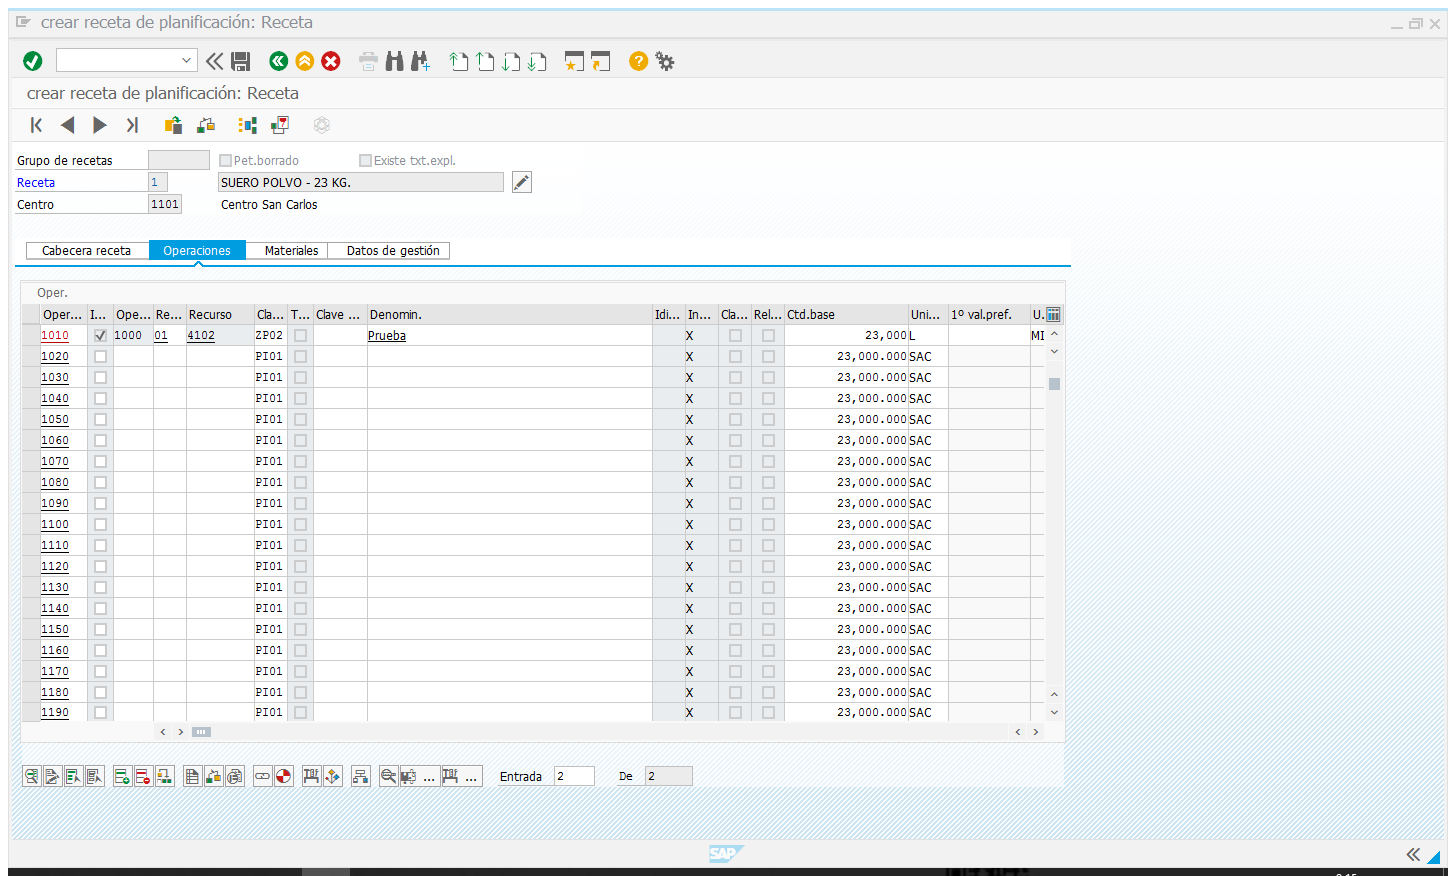 crear receta de planificación: Receta
crear receta de planificación: Receta
Grupo de recetas Pet.borrado Existe txt.expl.
Receta 1 SUERO POLVO - 23 KG.
Centro 1101 Centro San Carlos
Cabecera receta Operaciones Materiales Datos de gestión
Oper.
Oper... I... Ope... Re... Recurso Cla... T... Clave ... Denomin. Idi... In... Cla... Rel... Ctd.base Uni... 1º val.pref. U.
1010 1000 01 4102 ZP02 Prueba X 23,000 L MI
1020 PI01 X 23,000.000 SAC
1030 PI01 X 23,000.000 SAC
1040 PI01 X 23,000.000 SAC
1050 PI01 X 23,000.000 SAC
1060 PI01 X 23,000.000 SAC
1070 PI01 X 23,000.000 SAC
1080 PI01 X 23,000.000 SAC
1090 PI01 X 23,000.000 SAC
1100 PI01 X 23,000.000 SAC
1110 PI01 X 23,000.000 SAC
1120 PI01 X 23,000.000 SAC
1130 PI01 X 23,000.000 SAC
1140 PI01 X 23,000.000 SAC
1150 PI01 X 23,000.000 SAC
1160 PI01 X 23,000.000 SAC
1170 PI01 X 23,000.000 SAC
1180 PI01 X 23,000.000 SAC
1190 PI01 X 23,000.000 SAC
... ... Entrada 2 De 2
SAP